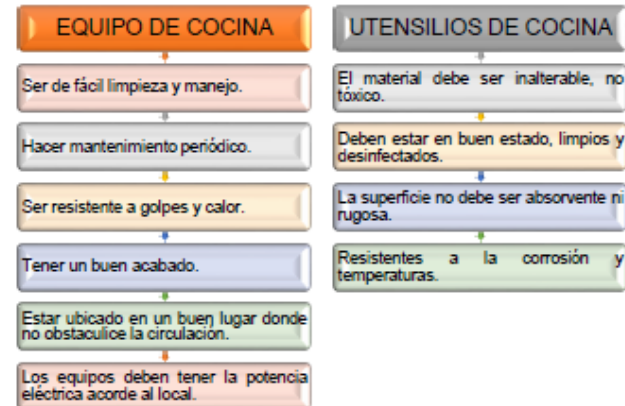 EQUIPO DE COCINA
Ser de fácil limpieza y manejo.
Hacer mantenimiento periódico.
Ser resistente a golpes y calor.
Tener un buen acabado.
Estar ubicado en un buen lugar donde
no obstaculice la circulación.
Los equipos deben tener la potencia
eléctrica acorde al local.
UTENSILIOS DE COCINA
El material debe ser inalterable, no
tóxico.
Deben estar en buen estado, limpios y
desinfectados.
La superficie no debe ser absorvente ni
rugosa.
Resistentes a la corrosión y
temperaturas.